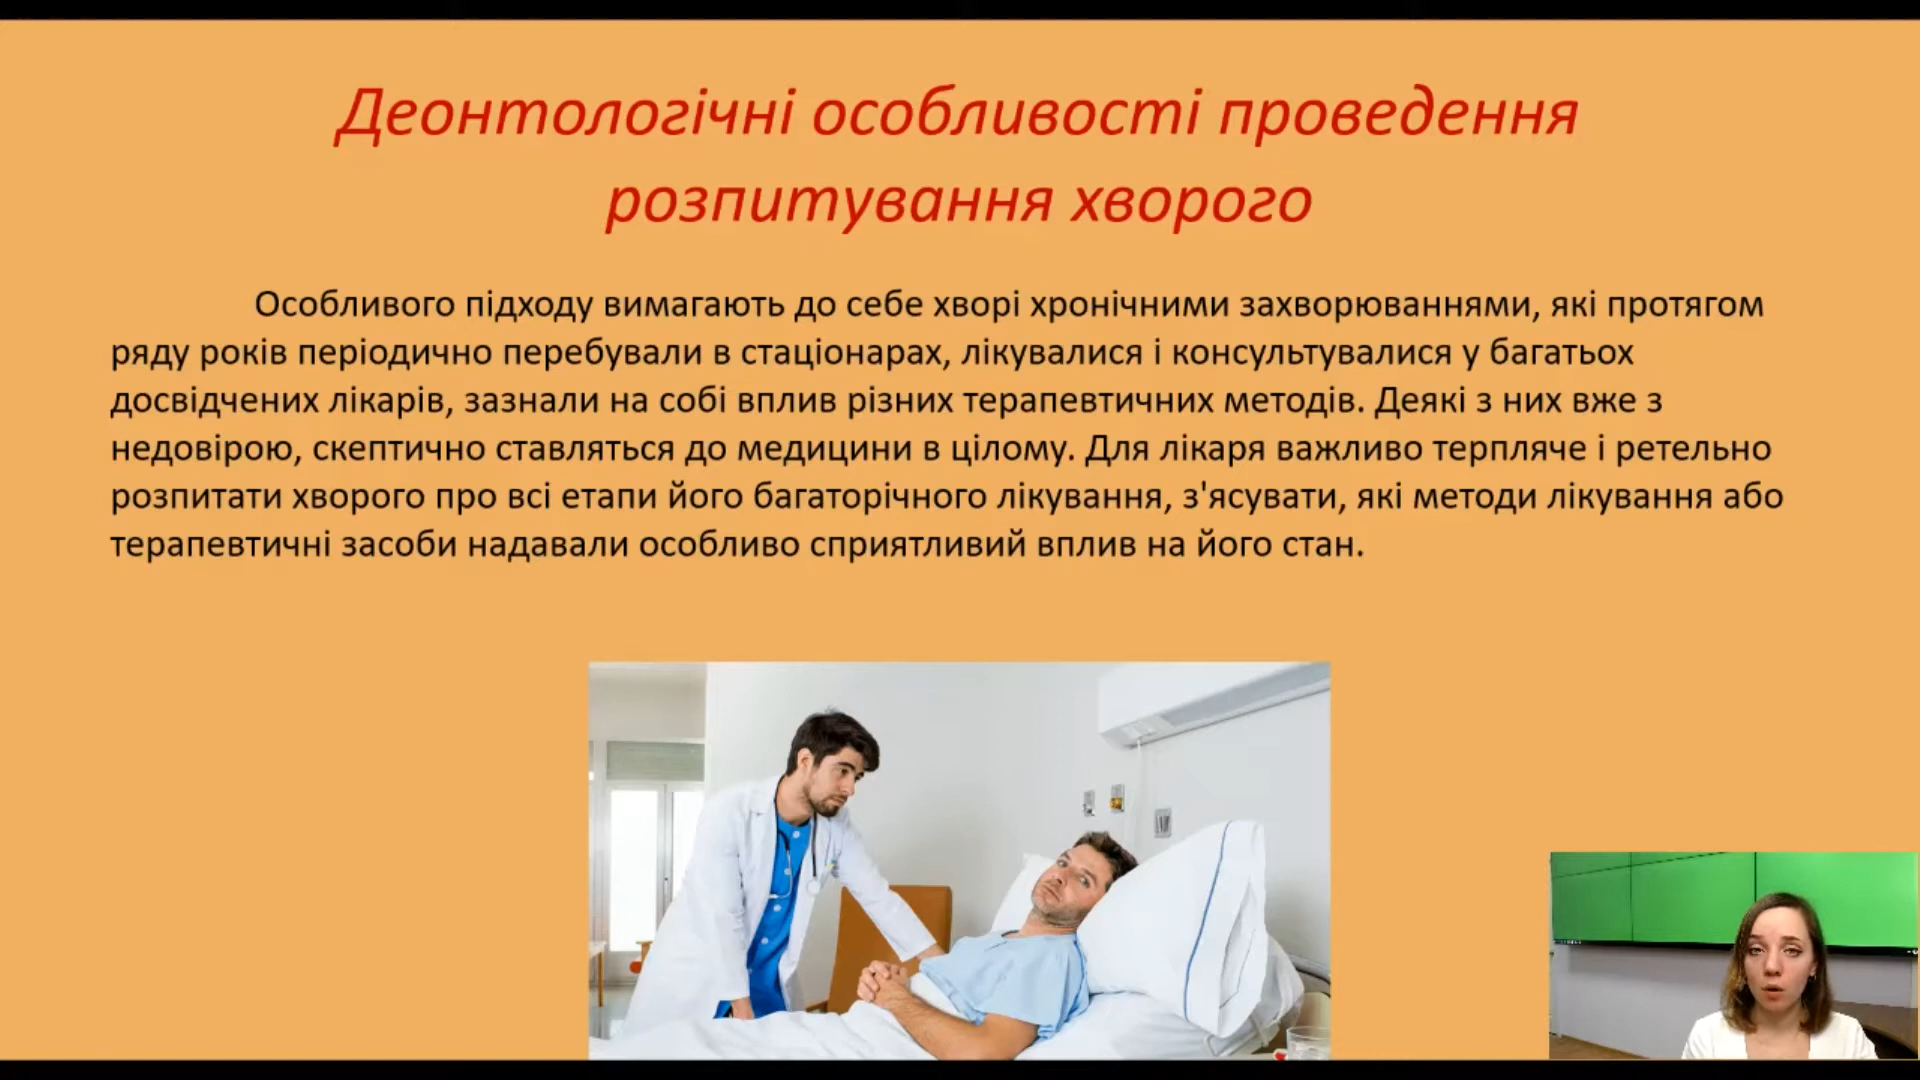 Деонтологічні особливості проведення
розпитування хворого
Особливого підходу вимагають до себе хворі хронічними захворюваннями, які протягом
ряду років періодично перебували в стаціонарах, лікувалися і консультувалися у багатьох
досвідчених лікарів, зазнали на собі вплив різних терапевтичних методів. Деякі з них вже з
недовірою, скептично ставляться до медицини в цілому. Для лікаря важливо терпляче і ретельно
розпитати хворого про всі етапи його багаторічного лікування, з'ясувати, які методи лікування або
терапевтичні засоби надавали особливо сприятливий вплив на його стан.